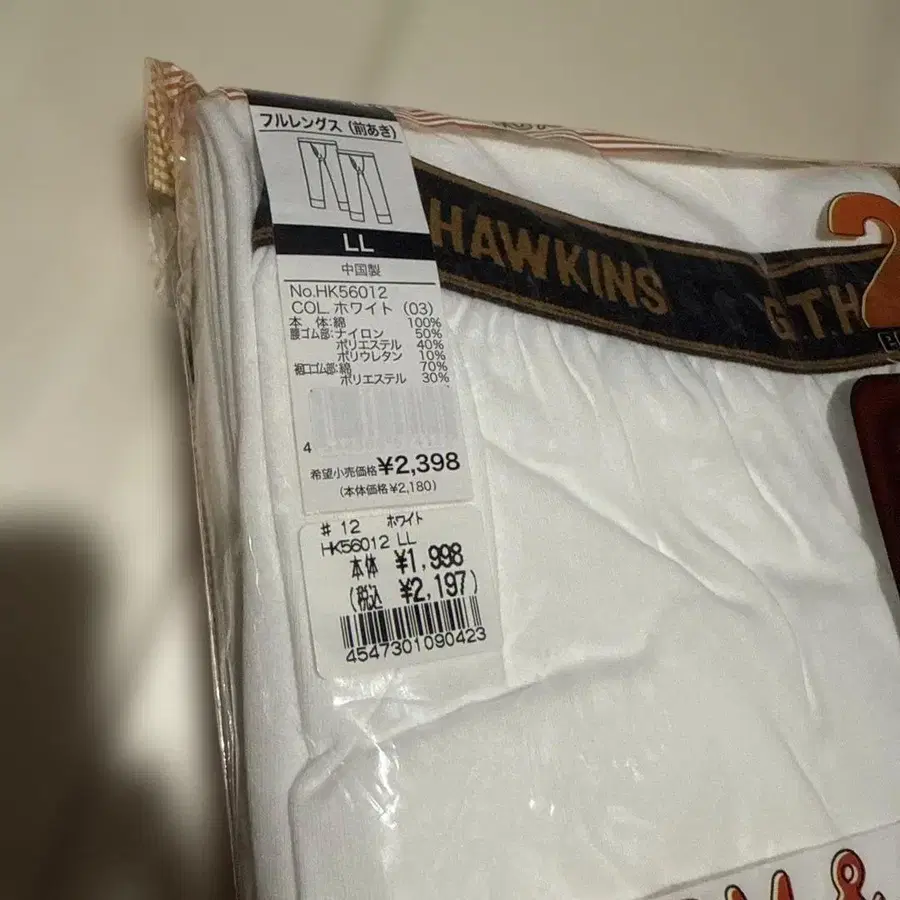 フルレングス(前あき)
LL
中国製
No.HK56012
COL.ホワイト (03)
本 体:綿 100%
腰ゴム部:ナイロン 50%
ポリエステル 40%
ポリウレタン 10%
裾口ゴム部:綿 70%
ポリエステル 30%
4
希望小売価格¥2,398
(本体価格¥2,180)
# 12 ホワイト
HK56012 LL
本体 ¥1,998
(税込 ¥2,197)
4547301090423
HAWKINS
G.T.H
2
&